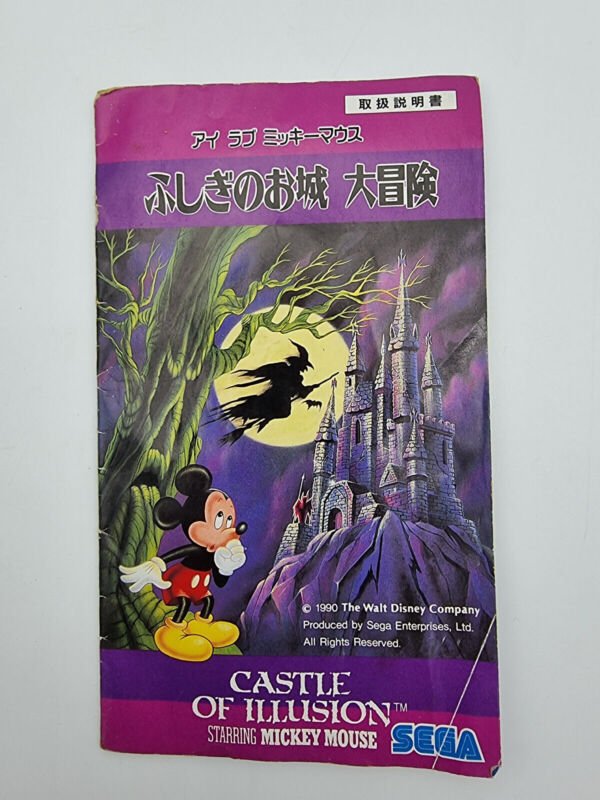 取扱説明書
アイ ラブ ミッキーマウス
ふしぎのお城 大冒険
© 1990 The Walt Disney Company
Produced by Sega Enterprises, Ltd.
All Rights Reserved.
CASTLE
OF ILLUSION™
STARRING MICKEY MOUSE
SEGA